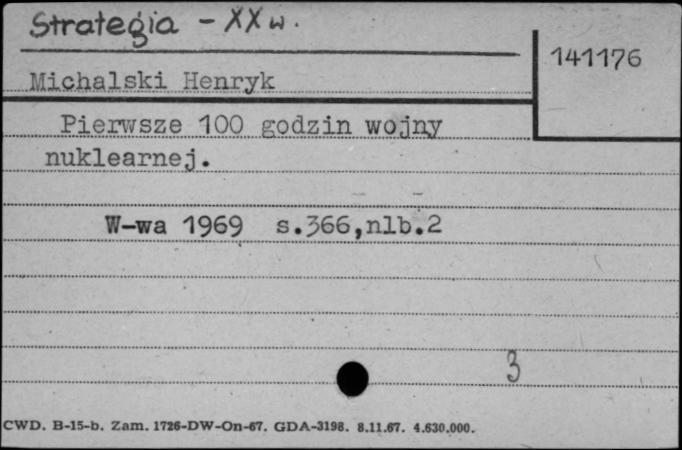 Strategia - XX w.
141176
Michalski Henryk
Pierwsze 100 godzin wojny
nuklearnej.
W-wa 1969 s.366,nlb.2
3
CWD. B-15-b. Zam. 1726-DW-On-67. GDA-3198. 8.11.67. 4.630.000.